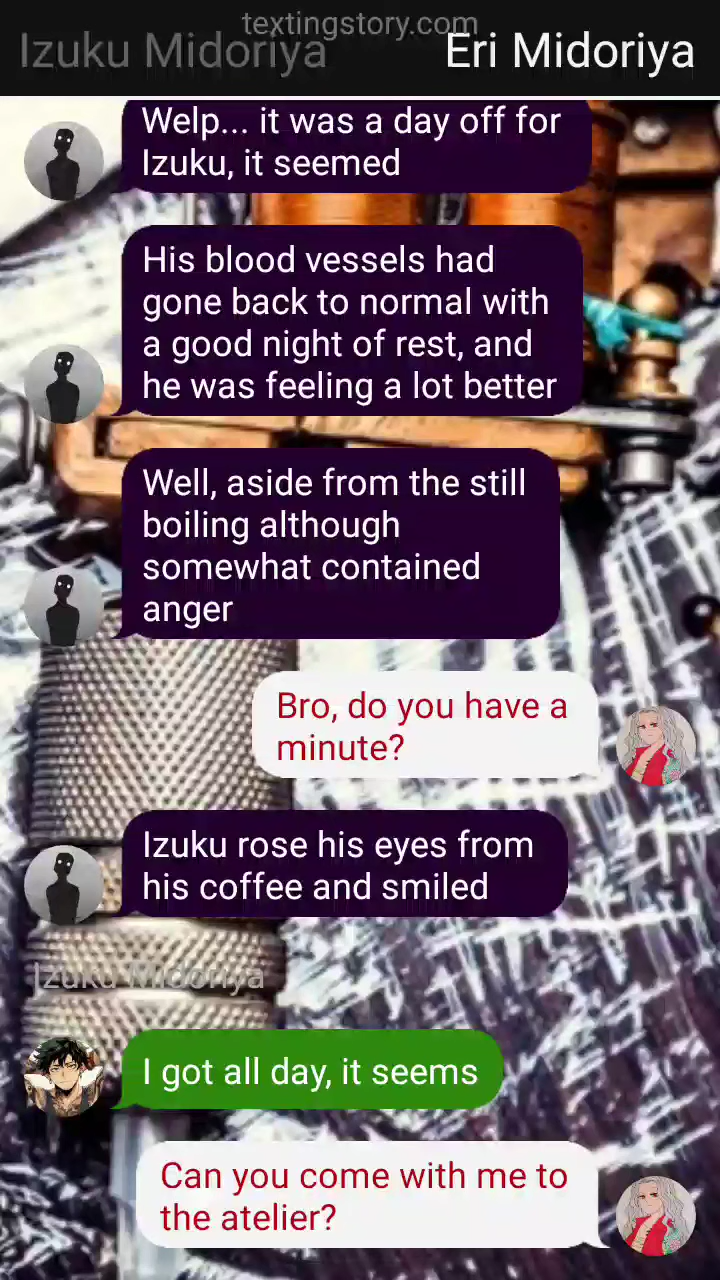 textingstory.com
Izuku Midoriya
Eri Midoriya
Welp... it was a day off for
Izuku, it seemed
His blood vessels had
gone back to normal with
a good night of rest, and
he was feeling a lot better
Well, aside from the still
boiling although
somewhat contained
anger
Bro, do you have a
minute?
Izuku rose his eyes from
his coffee and smiled
Izuku Midoriya
I got all day, it seems
Can you come with me to
the atelier?